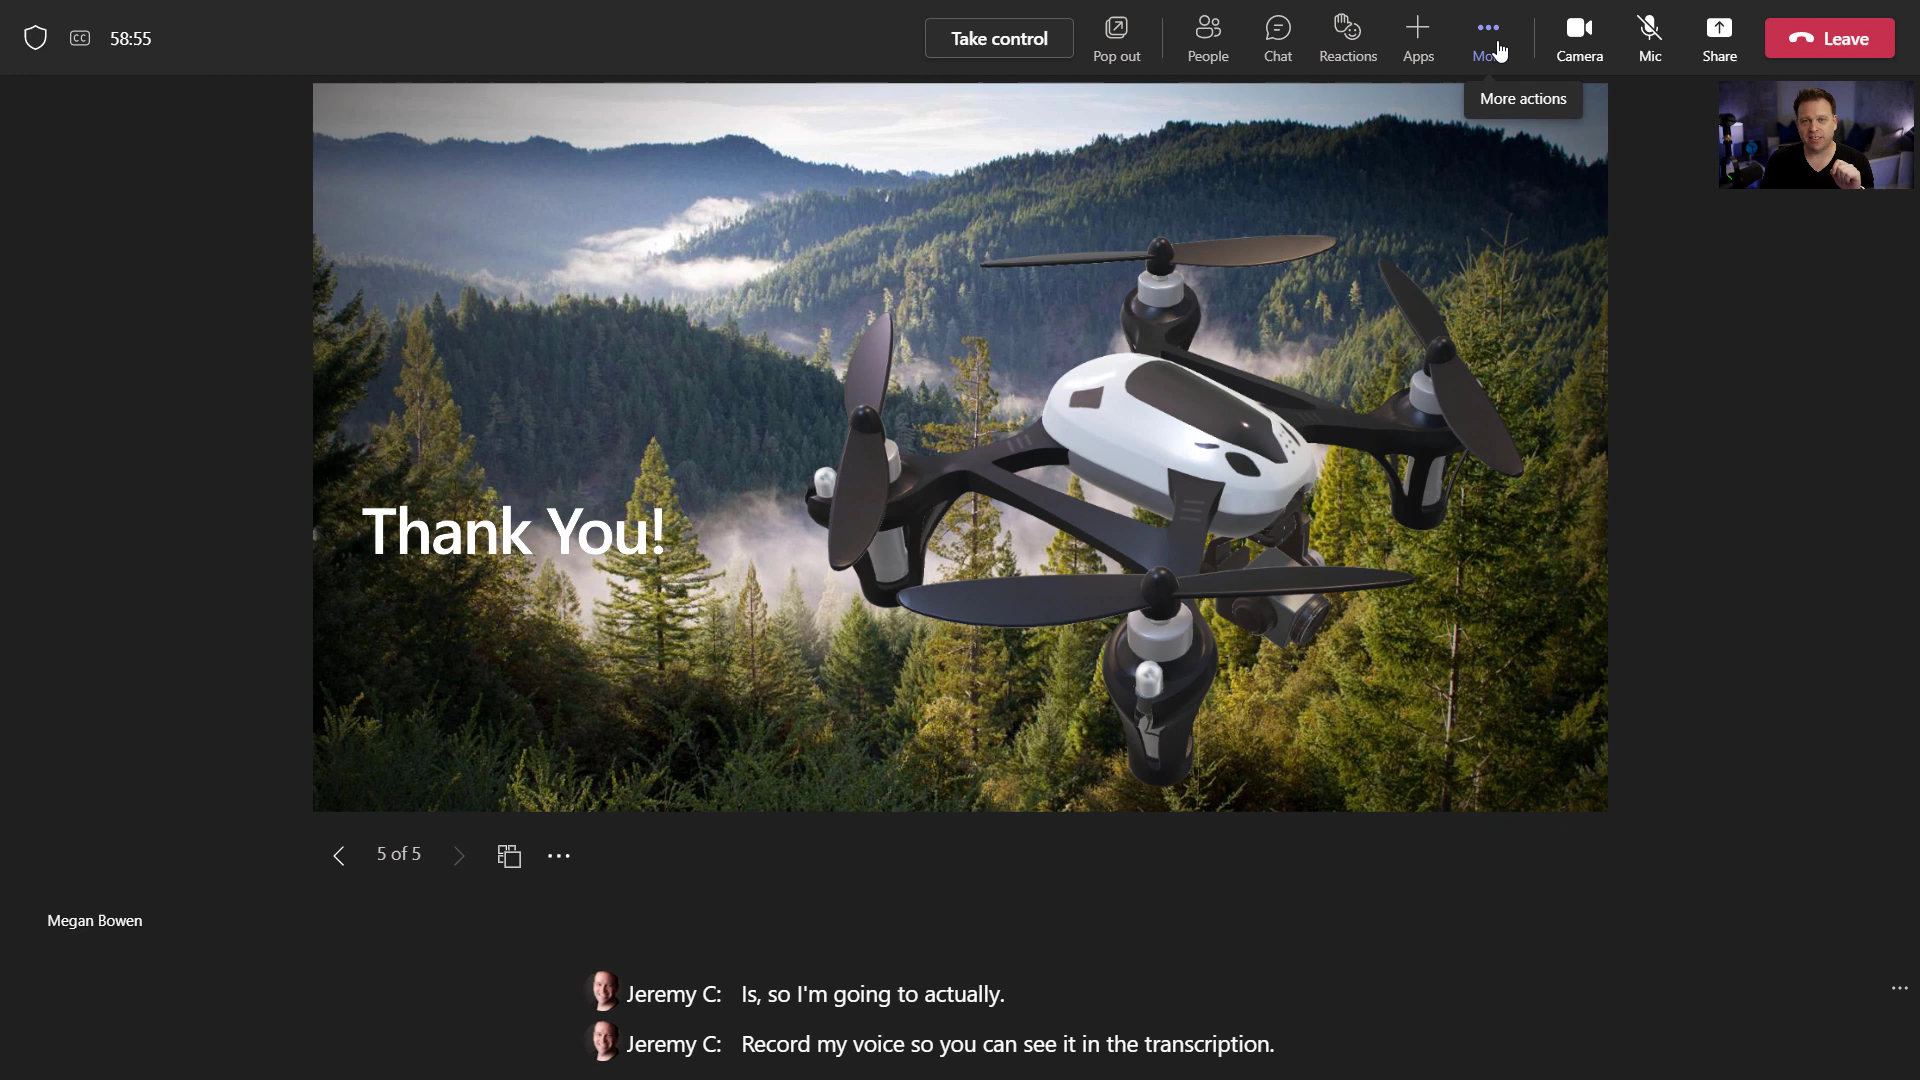 CC
58:55
Take control
Pop out
People
Chat
Reactions
Apps
Camera
Mic
Share
Leave
More actions
Thank You!
5 of 5
Megan Bowen
Jeremy C: Is, so I'm going to actually.
Jeremy C: Record my voice so you can see it in the transcription.